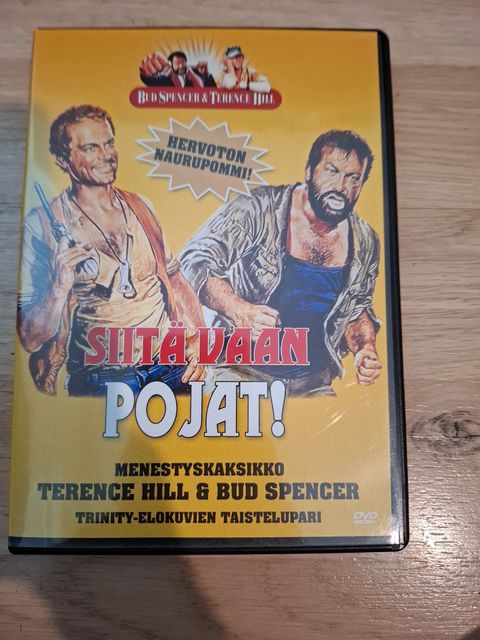 BUD SPENCER & TERENCE HILL
HERVOTON
NAURUPOMMI!
SIITÄ VAAN
POJAT!
MENESTYSKAKSIKKO
TERENCE HILL & BUD SPENCER
TRINITY-ELOKUVIEN TAISTELUPARI
DVD